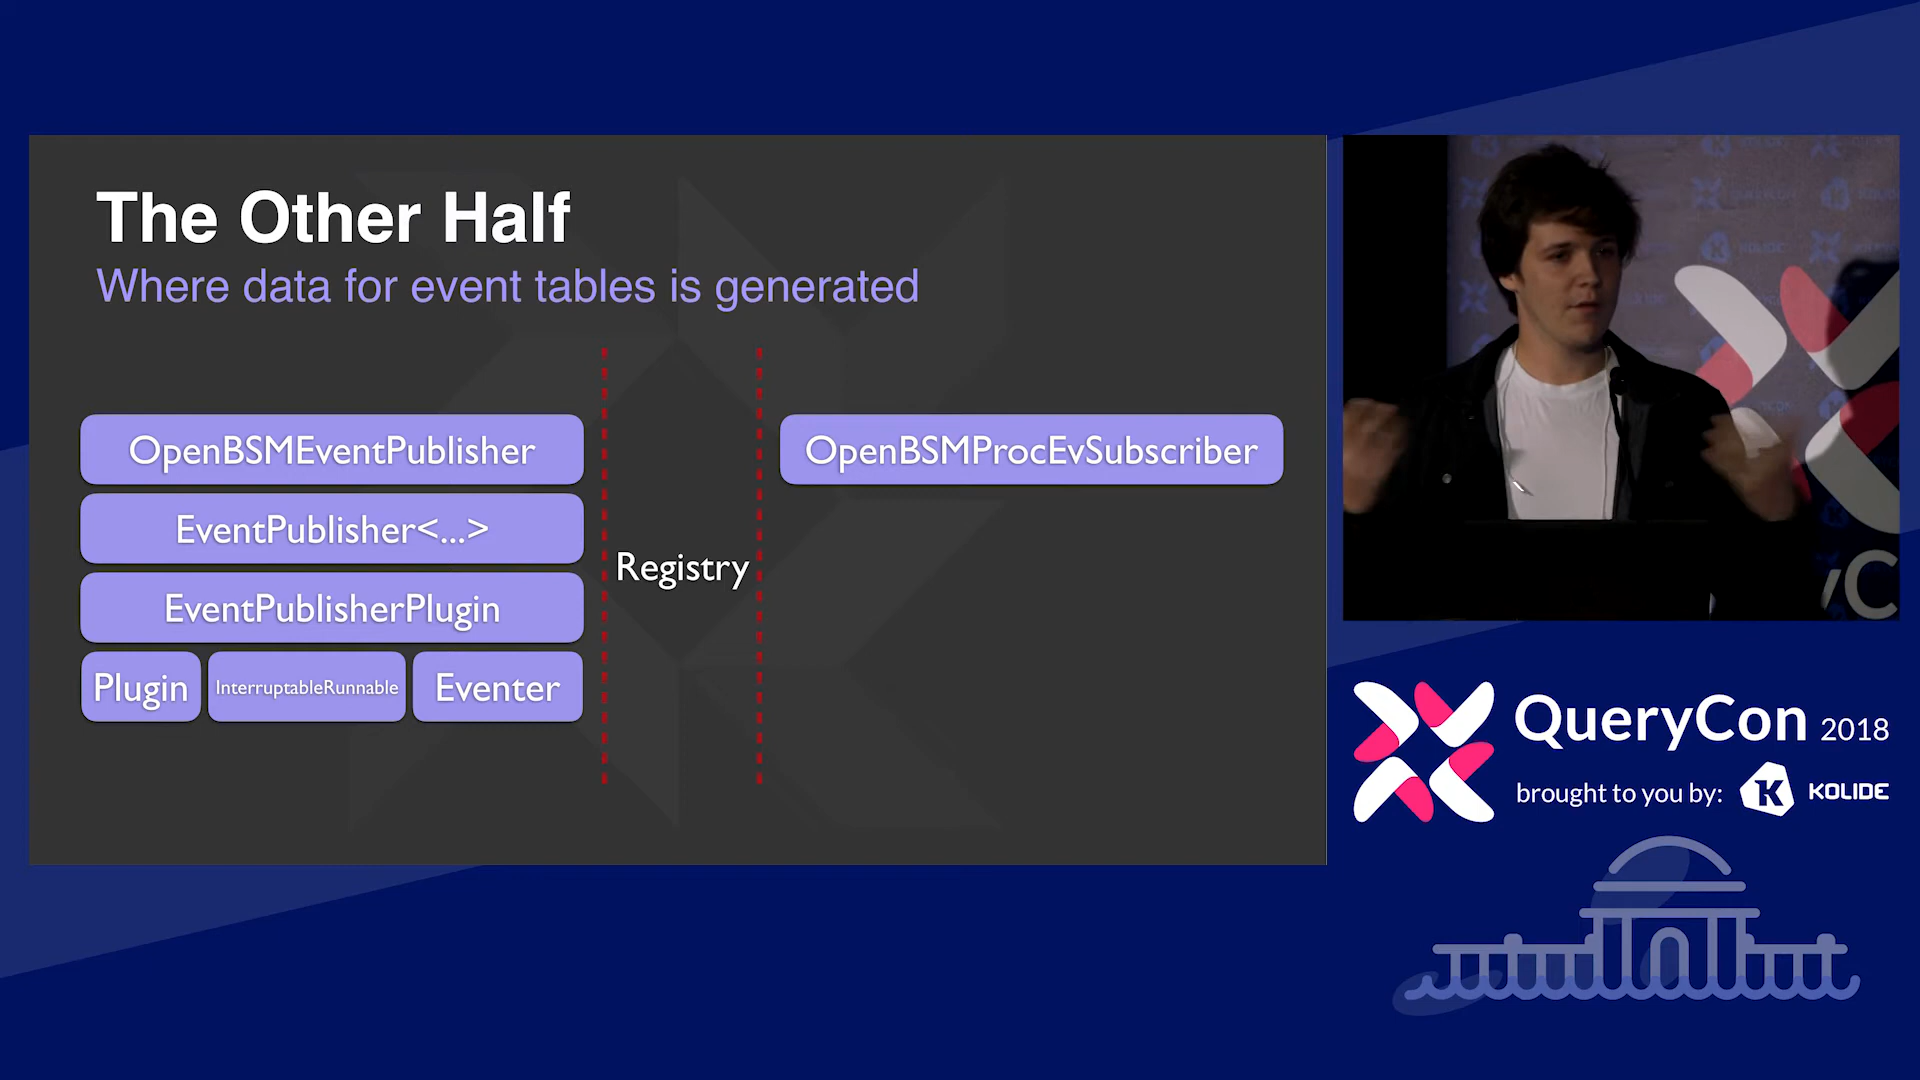 The Other Half
Where data for event tables is generated
OpenBSMEventPublisher
EventPublisher<...>
EventPublisherPlugin
Plugin
InterruptableRunnable
Eventer
Registry
OpenBSMProcEvSubscriber
QueryCon 2018
brought to you by:
K KOLIDE